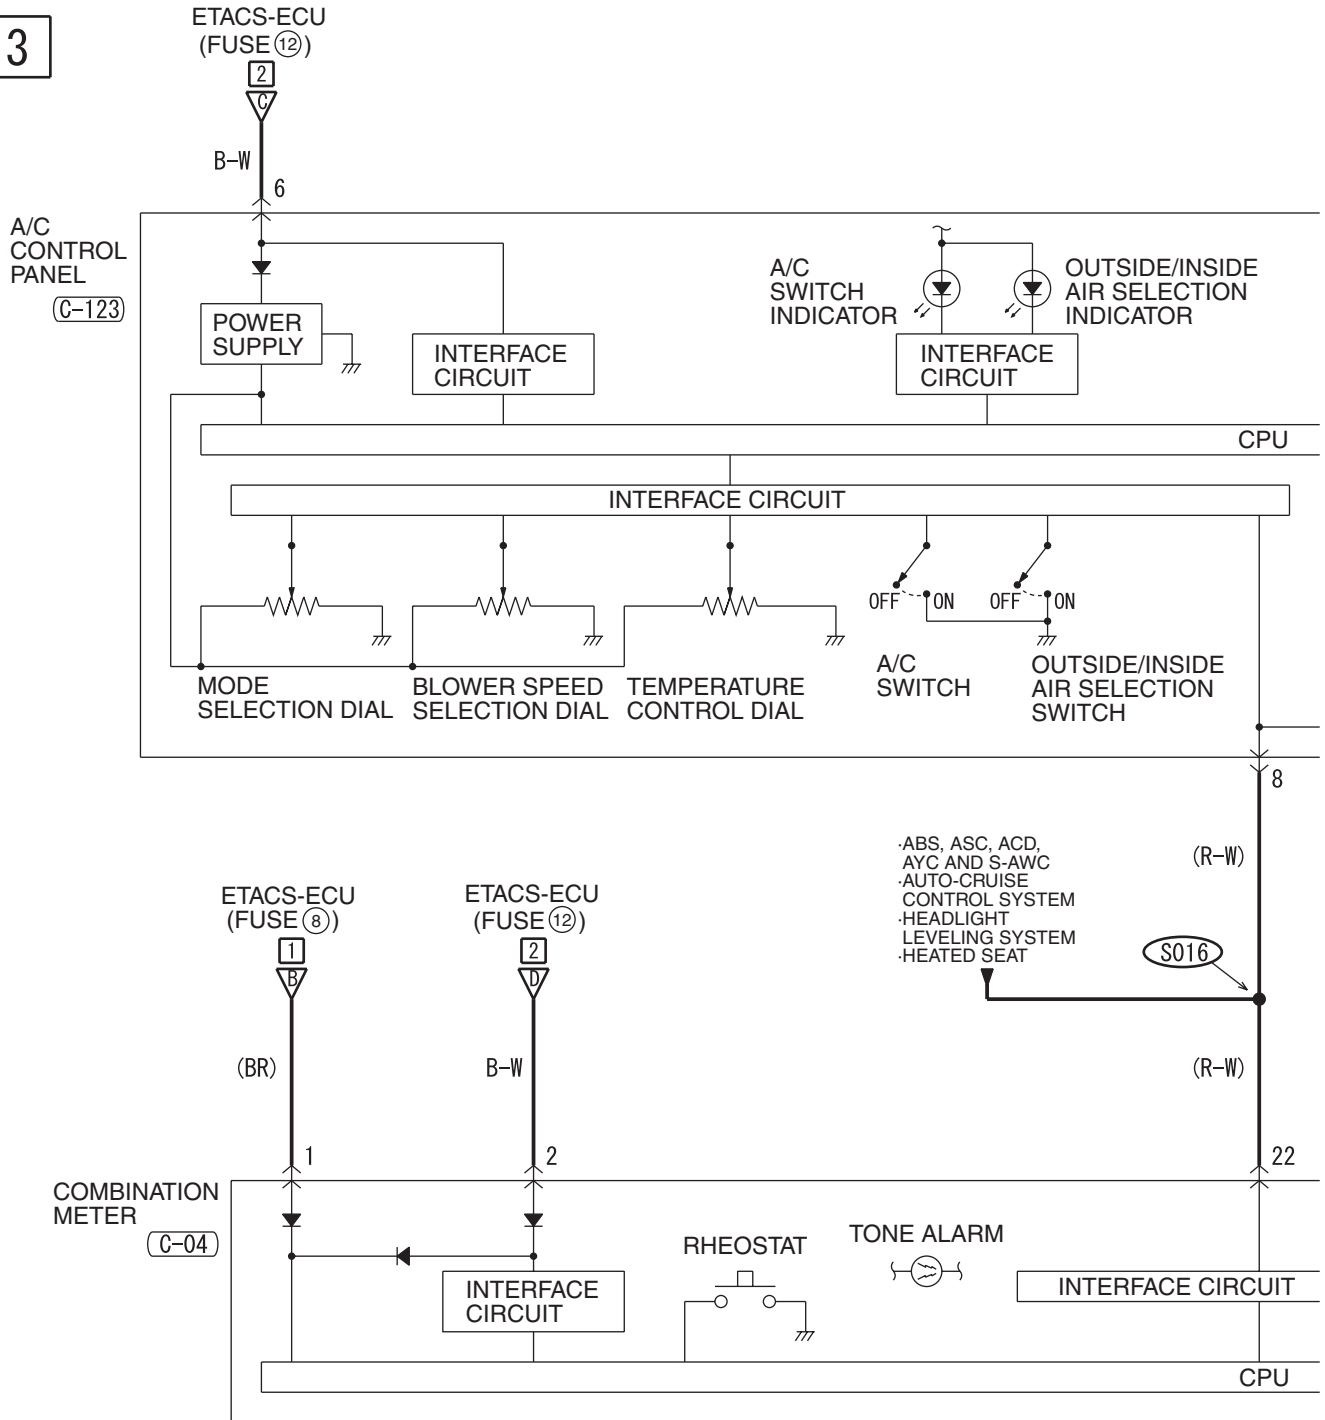 3
ETACS-ECU
(FUSE 12)
2
C
B-W
6
A/C
CONTROL
PANEL
C-123
POWER
SUPPLY
INTERFACE
CIRCUIT
A/C
SWITCH
INDICATOR
OUTSIDE/INSIDE
AIR SELECTION
INDICATOR
INTERFACE
CIRCUIT
CPU
INTERFACE CIRCUIT
OFF ON
OFF ON
MODE
SELECTION DIAL
BLOWER SPEED
SELECTION DIAL
TEMPERATURE
CONTROL DIAL
A/C
SWITCH
OUTSIDE/INSIDE
AIR SELECTION
SWITCH
8
(R-W)
·ABS, ASC, ACD,
AYC AND S-AWC
·AUTO-CRUISE
CONTROL SYSTEM
·HEADLIGHT
LEVELING SYSTEM
·HEATED SEAT
S016
(R-W)
22
ETACS-ECU
(FUSE 8)
1
B
(BR)
1
ETACS-ECU
(FUSE 12)
2
D
B-W
2
COMBINATION
METER
C-04
INTERFACE
CIRCUIT
RHEOSTAT
TONE ALARM
INTERFACE CIRCUIT
CPU